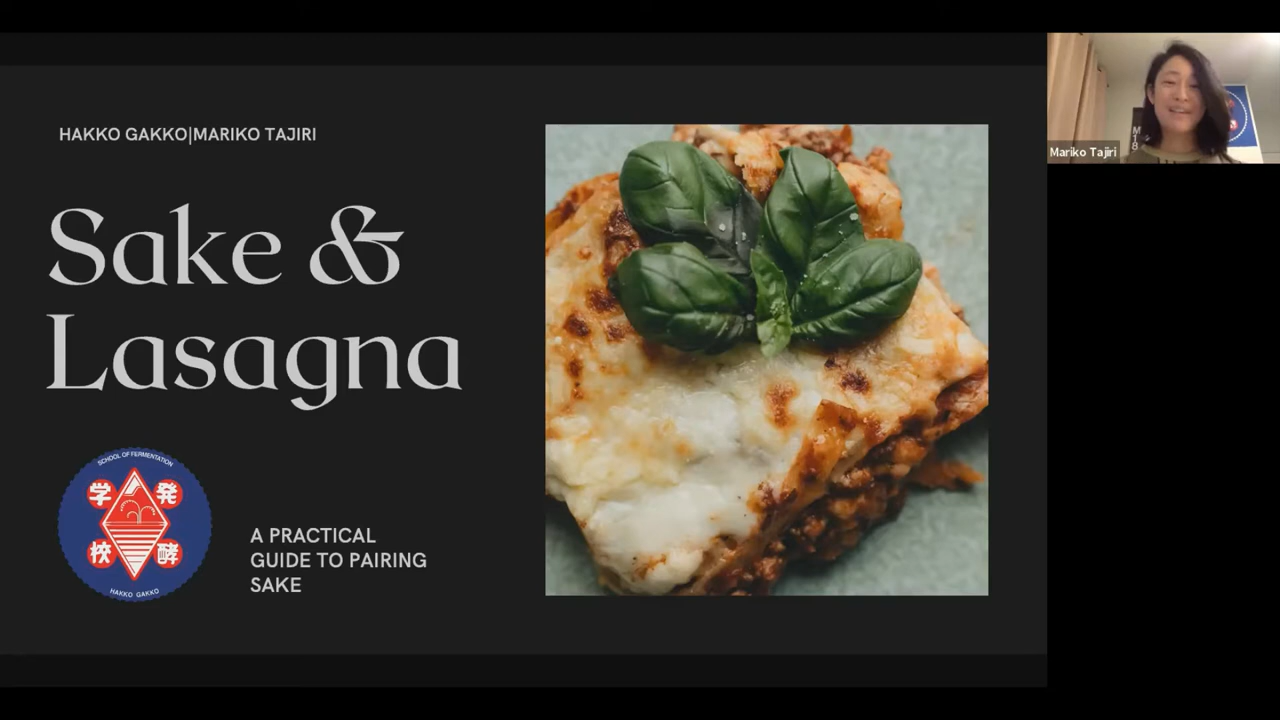 HAKKO GAKKO|MARIKO TAJIRI
Sake &
Lasagna
SCHOOL OF FERMENTATION
学 発
校 酵
HAKKO GAKKO
A PRACTICAL
GUIDE TO PAIRING
SAKE
Mariko Tajiri